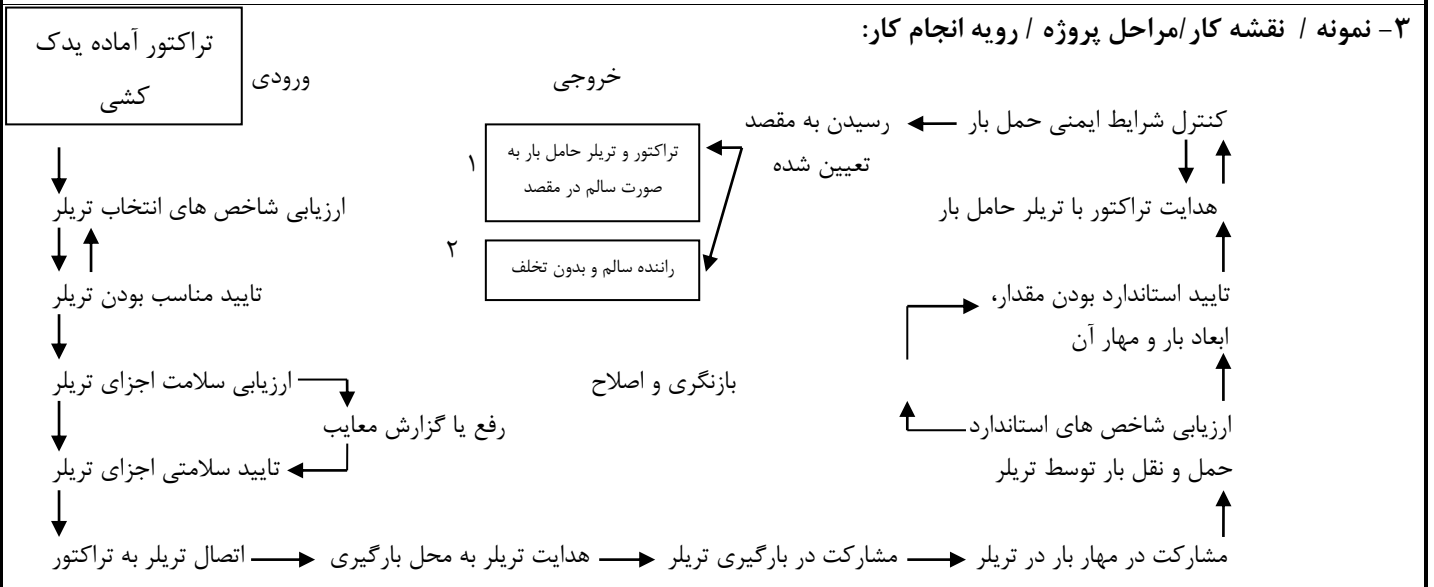 ۳- نمونه / نقشه کار/مراحل پروژه / رویه انجام کار:
تراکتور آماده یدک
کشی
ورودی
خروجی
ارزیابی شاخص های انتخاب تریلر
تایید مناسب بودن تریلر
ارزیابی سلامت اجزای تریلر
رفع یا گزارش معایب
تایید سلامتی اجزای تریلر
اتصال تریلر به تراکتور
هدایت تریلر به محل بارگیری
مشارکت در بارگیری تریلر
مشارکت در مهار بار در تریلر
ارزیابی شاخص های استاندارد
حمل و نقل بار توسط تریلر
تایید استاندارد بودن مقدار،
ابعاد بار و مهار آن
هدایت تراکتور با تریلر حامل بار
کنترل شرایط ایمنی حمل بار
رسیدن به مقصد
تعیین شده
۱
تراکتور و تریلر حامل بار به
صورت سالم در مقصد
۲
راننده سالم و بدون تخلف
بازنگری و اصلاح